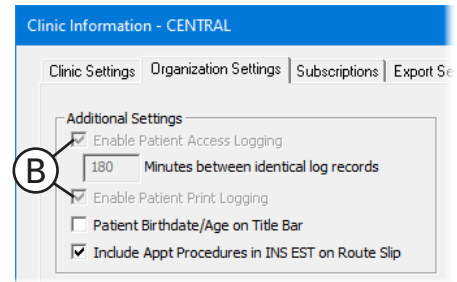 Clinic Information - CENTRAL
Clinic Settings Organization Settings Subscriptions Export Se
Additional Settings
Enable Patient Access Logging
B
180 Minutes between identical log records
Enable Patient Print Logging
Patient Birthdate/Age on Title Bar
Include Appt Procedures in INS EST on Route Slip